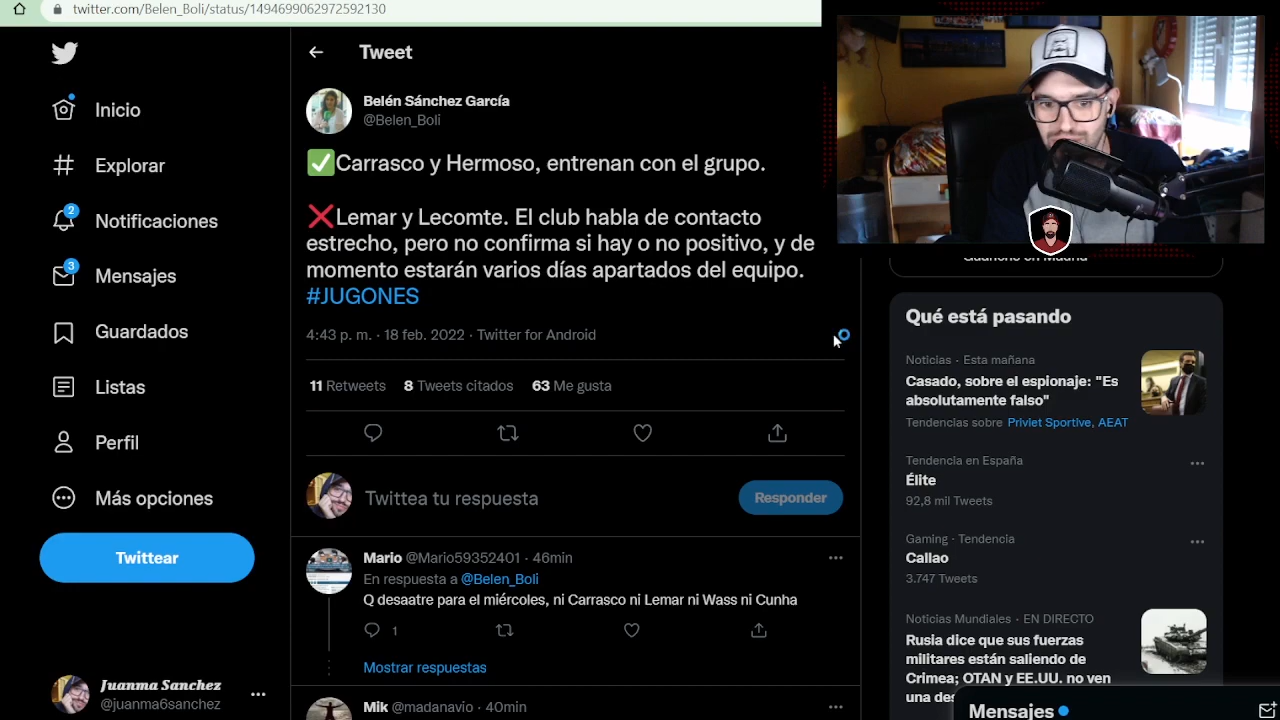 twitter.com/Belen_Boli/status/1494699062972592130
Inicio
Explorar
2
Notificaciones
3
Mensajes
Guardados
Listas
Perfil
Más opciones
Twittear
Juanma Sanchez
@juanma6sanchez
Tweet
Belén Sánchez García
@Belen_Boli
✅Carrasco y Hermoso, entrenan con el grupo.
❌Lemar y Lecomte. El club habla de contacto
estrecho, pero no confirma si hay o no positivo, y de
momento estarán varios días apartados del equipo.
#JUGONES
4:43 p. m. · 18 feb. 2022 · Twitter for Android
11 Retweets 8 Tweets citados 63 Me gusta
Twittea tu respuesta
Responder
Mario @Mario59352401 · 46min
En respuesta a @Belen_Boli
Q desaatre para el miércoles, ni Carrasco ni Lemar ni Wass ni Cunha
1
Mostrar respuestas
Mik @madanavio · 40min
Qué está pasando
Noticias · Esta mañana
Casado, sobre el espionaje: "Es
absolutamente falso"
Tendencias sobre Priviet Sportive, AEAT
Tendencia en España
Élite
92,8 mil Tweets
Gaming · Tendencia
Callao
3.747 Tweets
Noticias Mundiales · EN DIRECTO
Rusia dice que sus fuerzas
militares están saliendo de
Crimea; OTAN y EE.UU. no ven
una
Mensajes